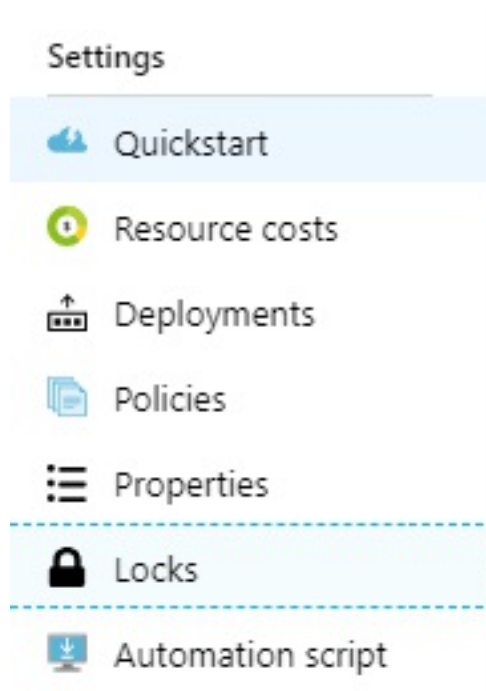 Settings
Quickstart
Resource costs
Deployments
Policies
Properties
Locks
Automation script